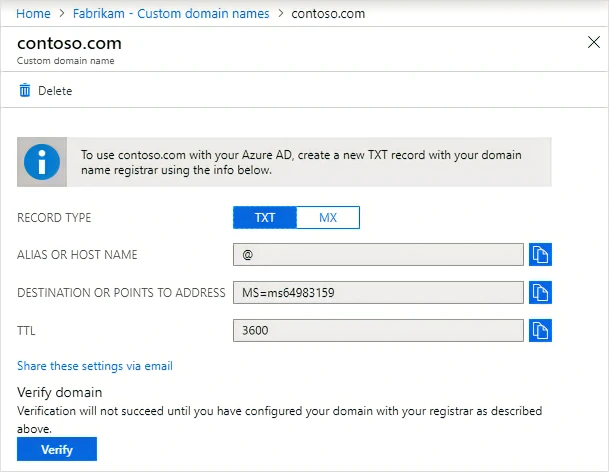 Home > Fabrikam - Custom domain names > contoso.com
contoso.com
Custom domain name
Delete
To use contoso.com with your Azure AD, create a new TXT record with your domain
name registrar using the info below.
RECORD TYPE TXT MX
ALIAS OR HOST NAME @
DESTINATION OR POINTS TO ADDRESS MS=ms64983159
TTL 3600
Share these settings via email
Verify domain
Verification will not succeed until you have configured your domain with your registrar as described
above.
Verify